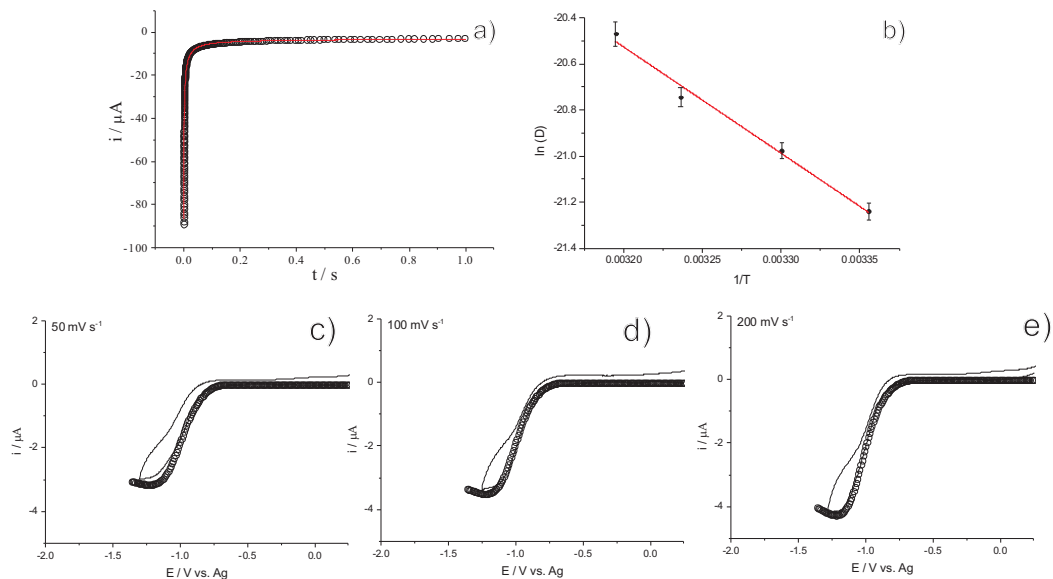 a)
0
-20
-40
-60
-80
-100
i / μA
0.0 0.2 0.4 0.6 0.8 1.0
t / s
b)
-20.4
-20.6
-20.8
-21.0
-21.2
-21.4
ln (D)
0.00320 0.00325 0.00330 0.00335
1/T
50 mV s⁻¹
c)
2
0
-2
-4
i / μA
-2.0 -1.5 -1.0 -0.5 0.0
E / V vs. Ag
100 mV s⁻¹
d)
2
0
-2
-4
i / μA
-2.0 -1.5 -1.0 -0.5 0.0
E / V vs. Ag
200 mV s⁻¹
e)
2
0
-2
-4
i / μA
-2.0 -1.5 -1.0 -0.5 0.0
E / V vs. Ag